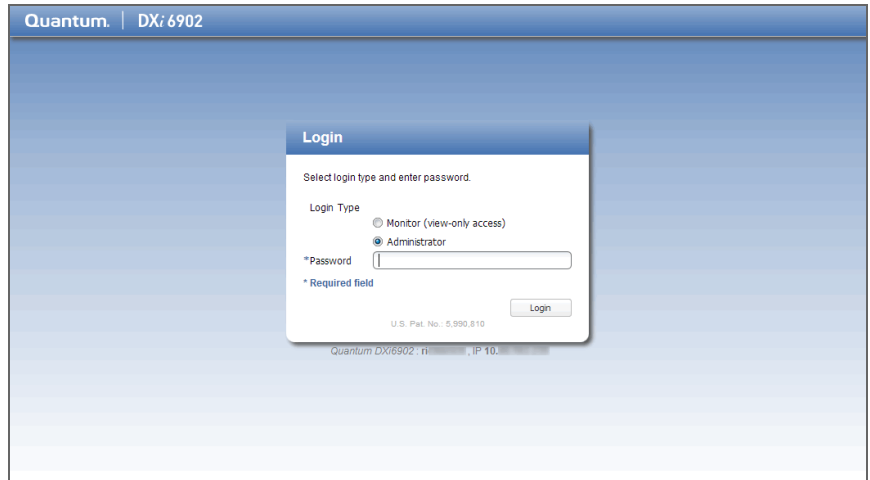 Quantum. | DXi 6902
Login
Select login type and enter password.
Login Type
Monitor (view-only access)
Administrator
*Password
* Required field
Login
U.S. Pat. No.: 5,990,810
Quantum DXi6902 : ri , IP 10.